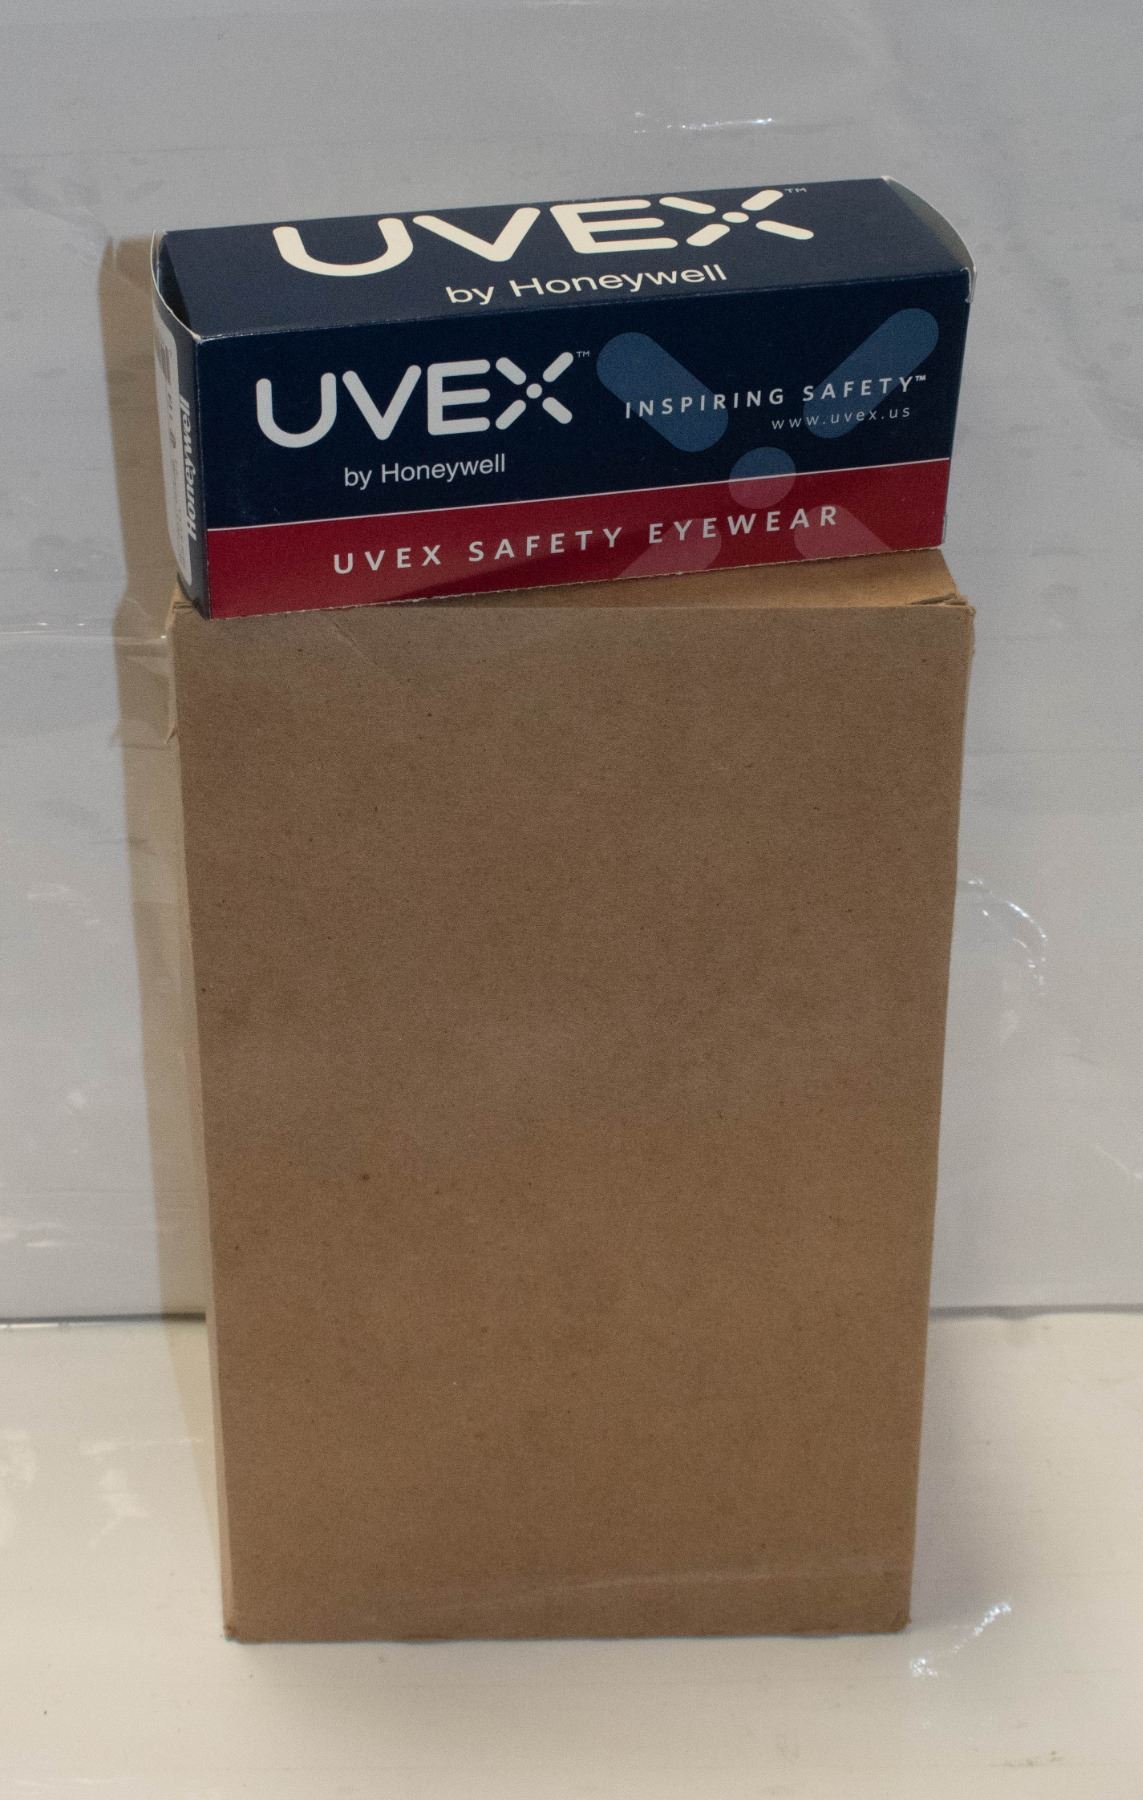 UVEX™
by Honeywell
UVEX™
by Honeywell
INSPIRING SAFETY™
www.uvex.us
UVEX SAFETY EYEWEAR
Honeywell